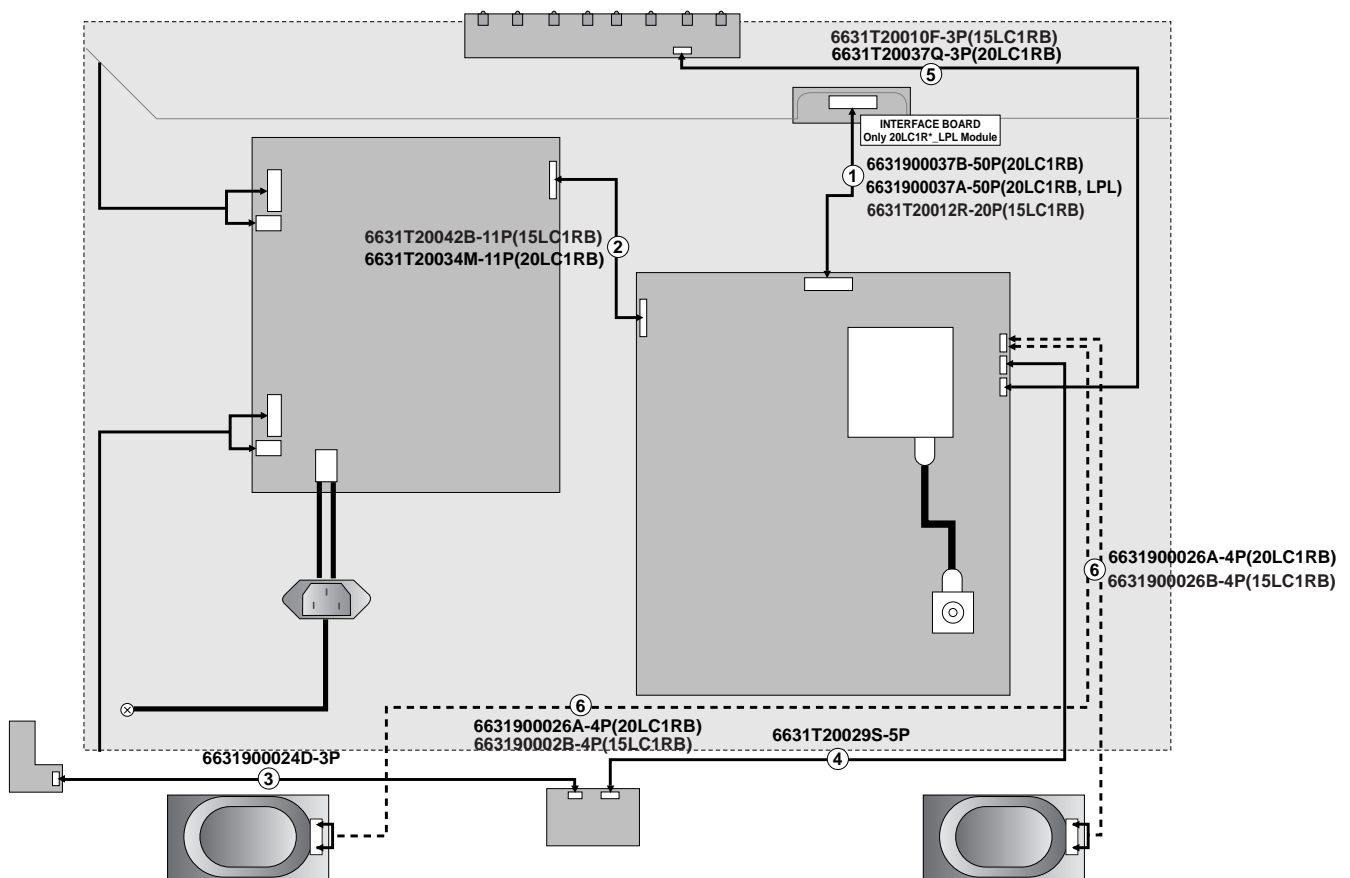 6631T20010F-3P(15LC1RB)
6631T20037Q-3P(20LC1RB)
5
INTERFACE BOARD
Only 20LC1R*_LPL Module
1
6631900037B-50P(20LC1RB)
6631900037A-50P(20LC1RB, LPL)
6631T20012R-20P(15LC1RB)
6631T20042B-11P(15LC1RB)
6631T20034M-11P(20LC1RB)
2
6
6631900026A-4P(20LC1RB)
6631900026B-4P(15LC1RB)
6
6631900026A-4P(20LC1RB)
663190002B-4P(15LC1RB)
6631T20029S-5P
4
6631900024D-3P
3